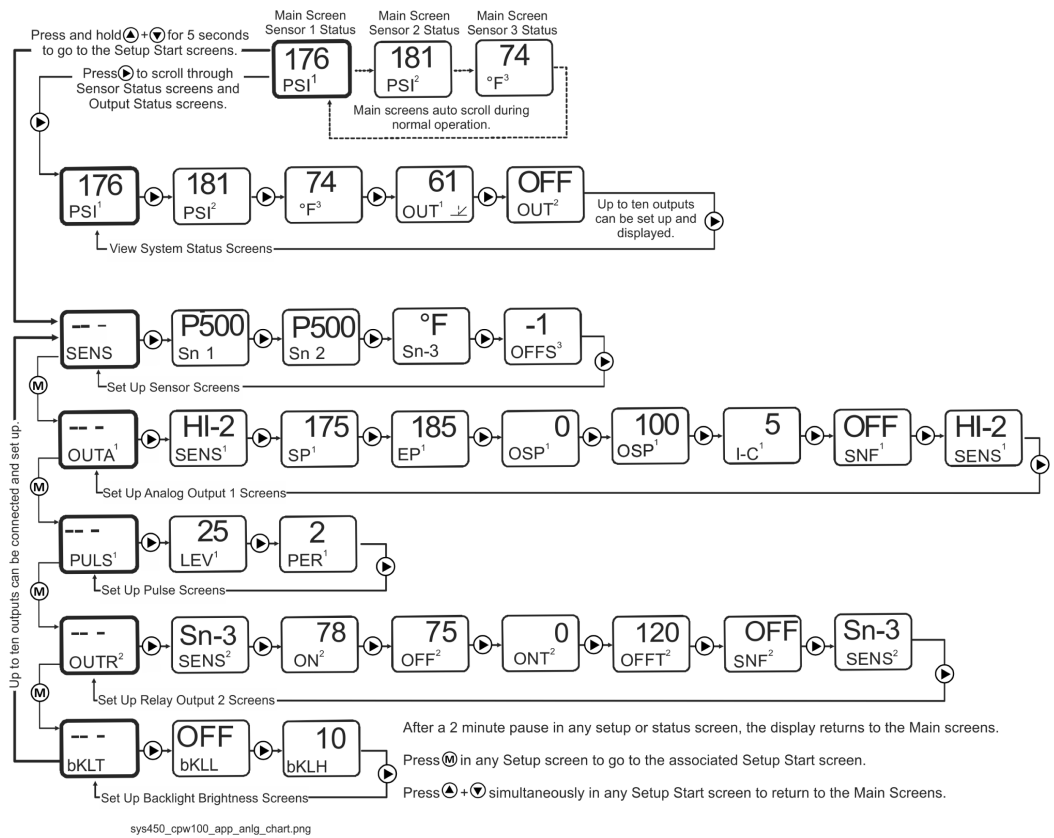 Main Screen
Sensor 1 Status
Main Screen
Sensor 2 Status
Main Screen
Sensor 3 Status
Press and hold ▲+▼ for 5 seconds
to go to the Setup Start screens.
176
PSI¹
181
PSI²
74
°F³
Press ▶ to scroll through
Sensor Status screens and
Output Status screens.
Main screens auto scroll during
normal operation.
176
PSI¹
181
PSI²
74
°F³
61
OUT¹
OFF
OUT²
Up to ten outputs
can be set up and
displayed.
View System Status Screens
-- -
SENS
P500
Sn 1
P500
Sn 2
°F
Sn-3
-1
OFFS³
Set Up Sensor Screens
M
-- -
OUTA¹
HI-2
SENS¹
175
SP¹
185
EP¹
0
OSP¹
100
OSP¹
5
I-C¹
OFF
SNF¹
HI-2
SENS¹
Set Up Analog Output 1 Screens
M
-- -
PULS¹
25
LEV¹
2
PER¹
Set Up Pulse Screens
M
-- -
OUTR²
Sn-3
SENS²
78
ON²
75
OFF²
0
ONT²
120
OFFT²
OFF
SNF²
Sn-3
SENS²
Set Up Relay Output 2 Screens
M
-- -
bKLT
OFF
bKLL
10
bKLH
Set Up Backlight Brightness Screens
Up to ten outputs can be connected and set up.
After a 2 minute pause in any setup or status screen, the display returns to the Main screens.
Press M in any Setup screen to go to the associated Setup Start screen.
Press ▲+▼ simultaneously in any Setup Start screen to return to the Main Screens.
sys450_cpw100_app_anlg_chart.png